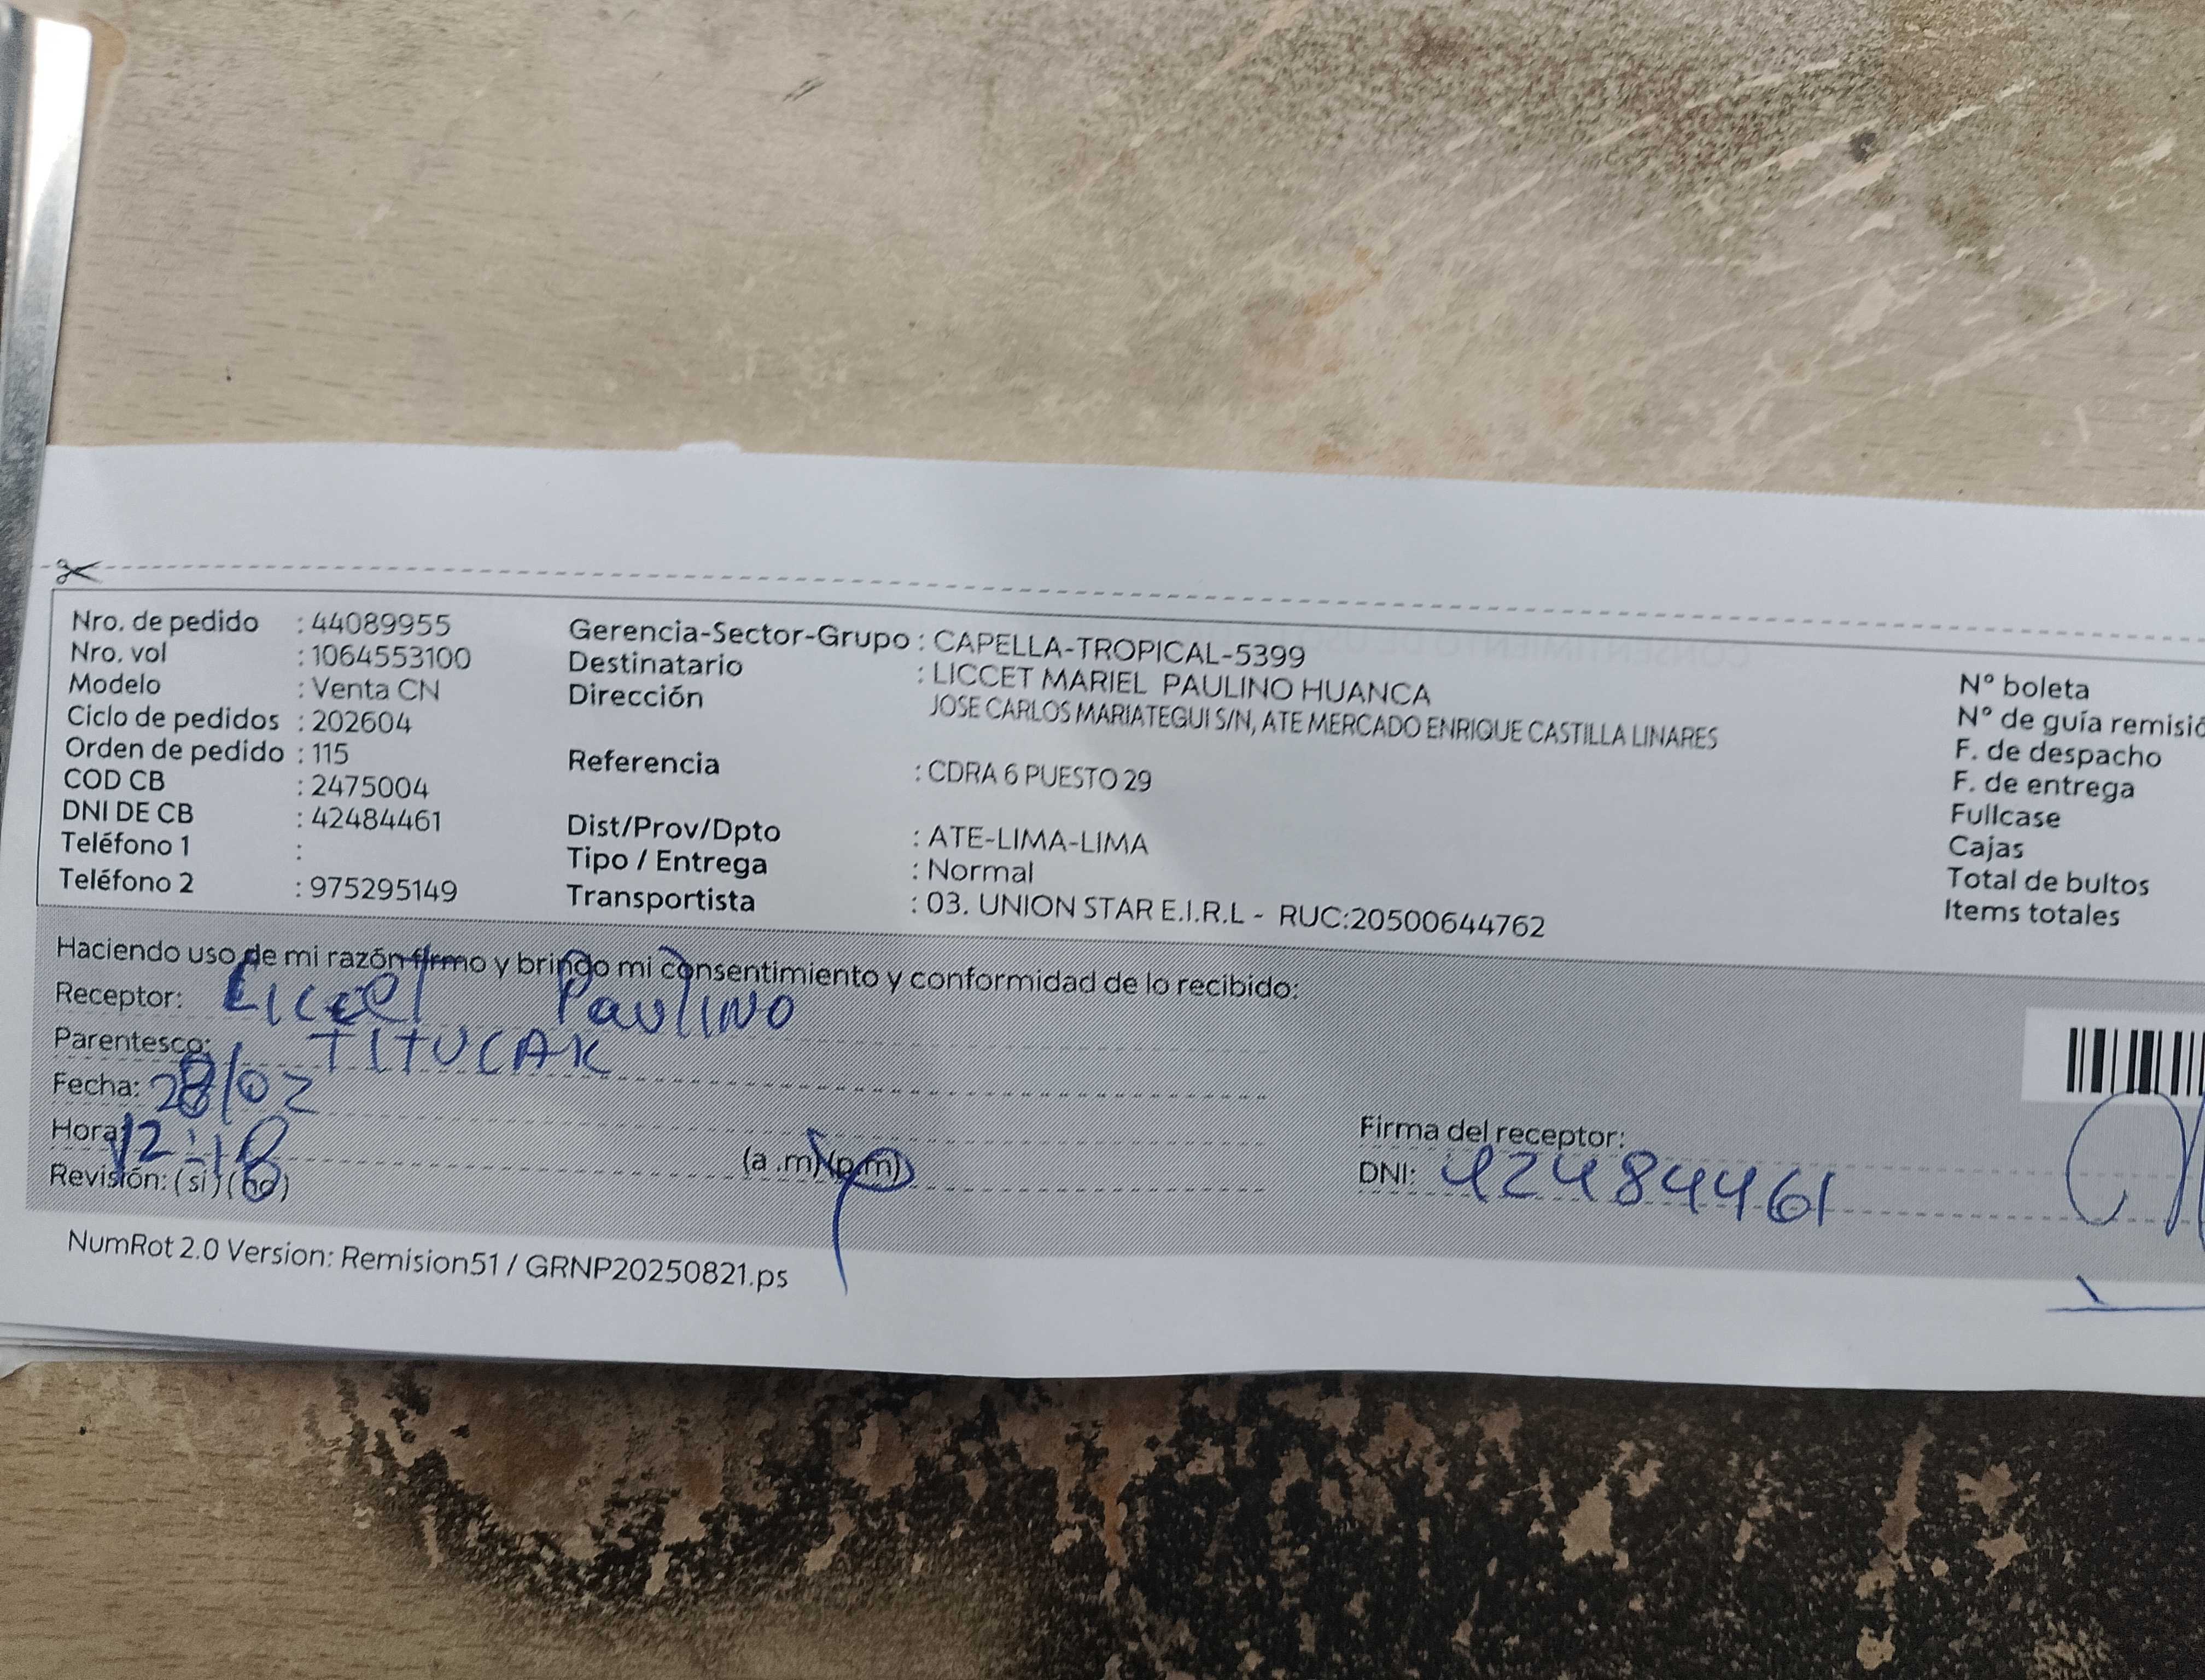 Nro. de pedido : 44089955
Nro. vol : 1064553100
Modelo : Venta CN
Ciclo de pedidos : 202604
Orden de pedido : 115
COD CB : 2475004
DNI DE CB : 42484461
Teléfono 1 :
Teléfono 2 : 975295149
Gerencia-Sector-Grupo : CAPELLA-TROPICAL-5399
Destinatario : LICCET MARIEL PAULINO HUANCA
Dirección JOSE CARLOS MARIATEGUI S/N, ATE MERCADO ENRIQUE CASTILLA LINARES
Referencia : CDRA 6 PUESTO 29
Dist/Prov/Dpto : ATE-LIMA-LIMA
Tipo / Entrega : Normal
Transportista : 03. UNION STAR E.I.R.L - RUC:20500644762
N° boleta
N° de guía remisió
F. de despacho
F. de entrega
Fullcase
Cajas
Total de bultos
Items totales
Haciendo uso de mi razón firmo y bringo mi consentimiento y conformidad de lo recibido:
Receptor: Liccet Paulino
Parentesco: TITUCAR
Fecha: 28/02
Hora: 12:18 (a .m) (p.m)
Revisión: (si) (no)
Firma del receptor:
DNI: 42484461
NumRot 2.0 Version: Remision51 / GRNP20250821.ps